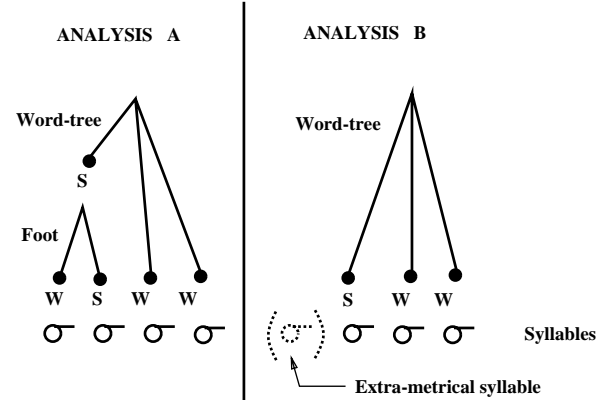 ANALYSIS A
Word-tree
S
Foot
W S W W
σ σ σ σ
ANALYSIS B
Word-tree
S W W
(σ) σ σ σ
Syllables
Extra-metrical syllable